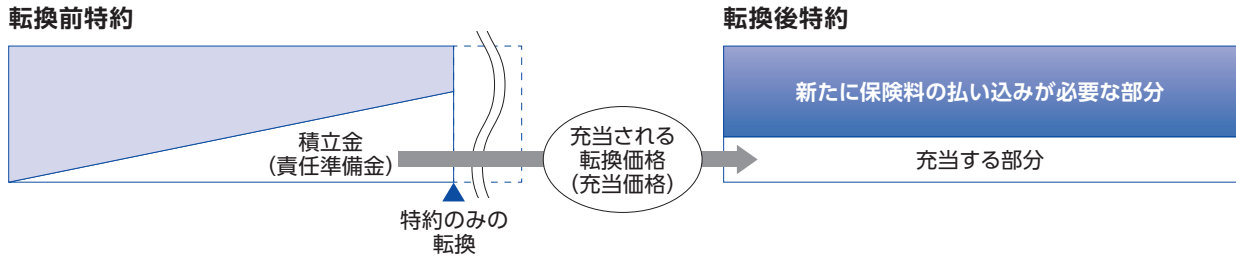 転換前特約
転換後特約
新たに保険料の払い込みが必要な部分
積立金
(責任準備金)
充当される
転換価格
(充当価格)
充当する部分
特約のみの
転換